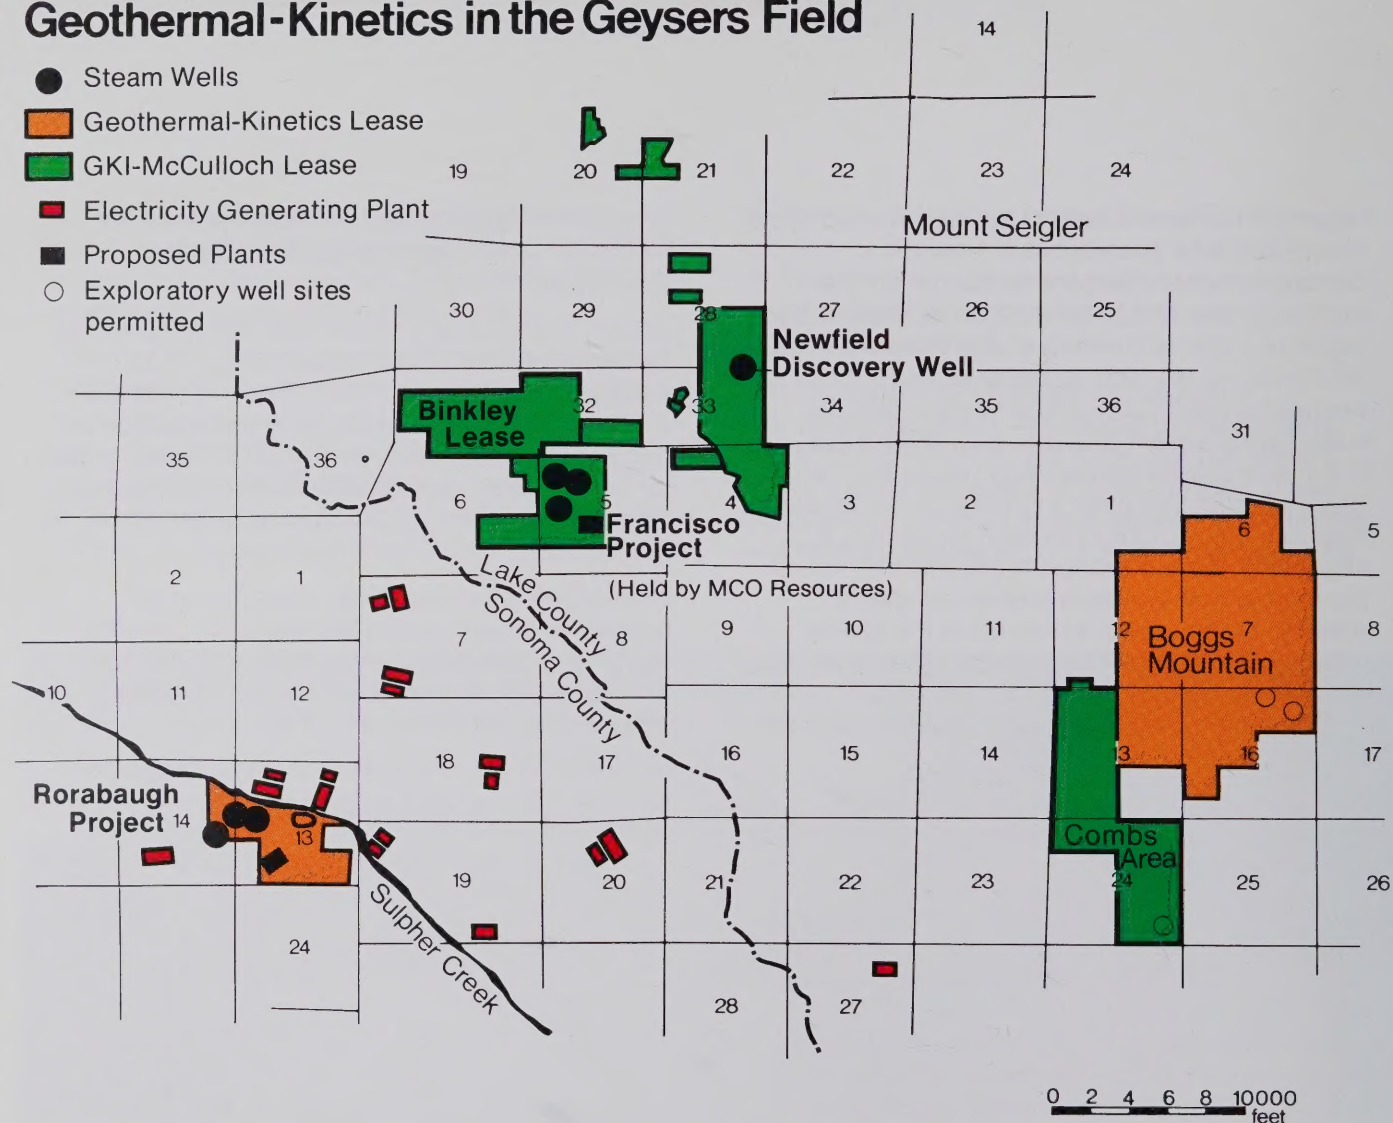 Geothermal-Kinetics in the Geysers Field
Steam Wells
Geothermal-Kinetics Lease
GKI-McCulloch Lease
Electricity Generating Plant
Proposed Plants
Exploratory well sites
permitted
14
19 20 21 22 23 24
Mount Seigler
30 29 28 27 26 25
Newfield
Discovery Well
Binkley
Lease
32 33 34 35 36
31
35 36
6 5 4 3 2 1 6 5
Francisco
Project
(Held by MCO Resources)
Lake County
Sonoma County
2 1
7 8 9 10 11 12 7 8
Boggs
Mountain
10 11 12
18 17 16 15 14 13 16 17
Rorabaugh
Project
14 13
Combs
Area
19 20 21 22 23 24 25 26
Sulpher Creek
24
28 27
0 2 4 6 8 10000
feet